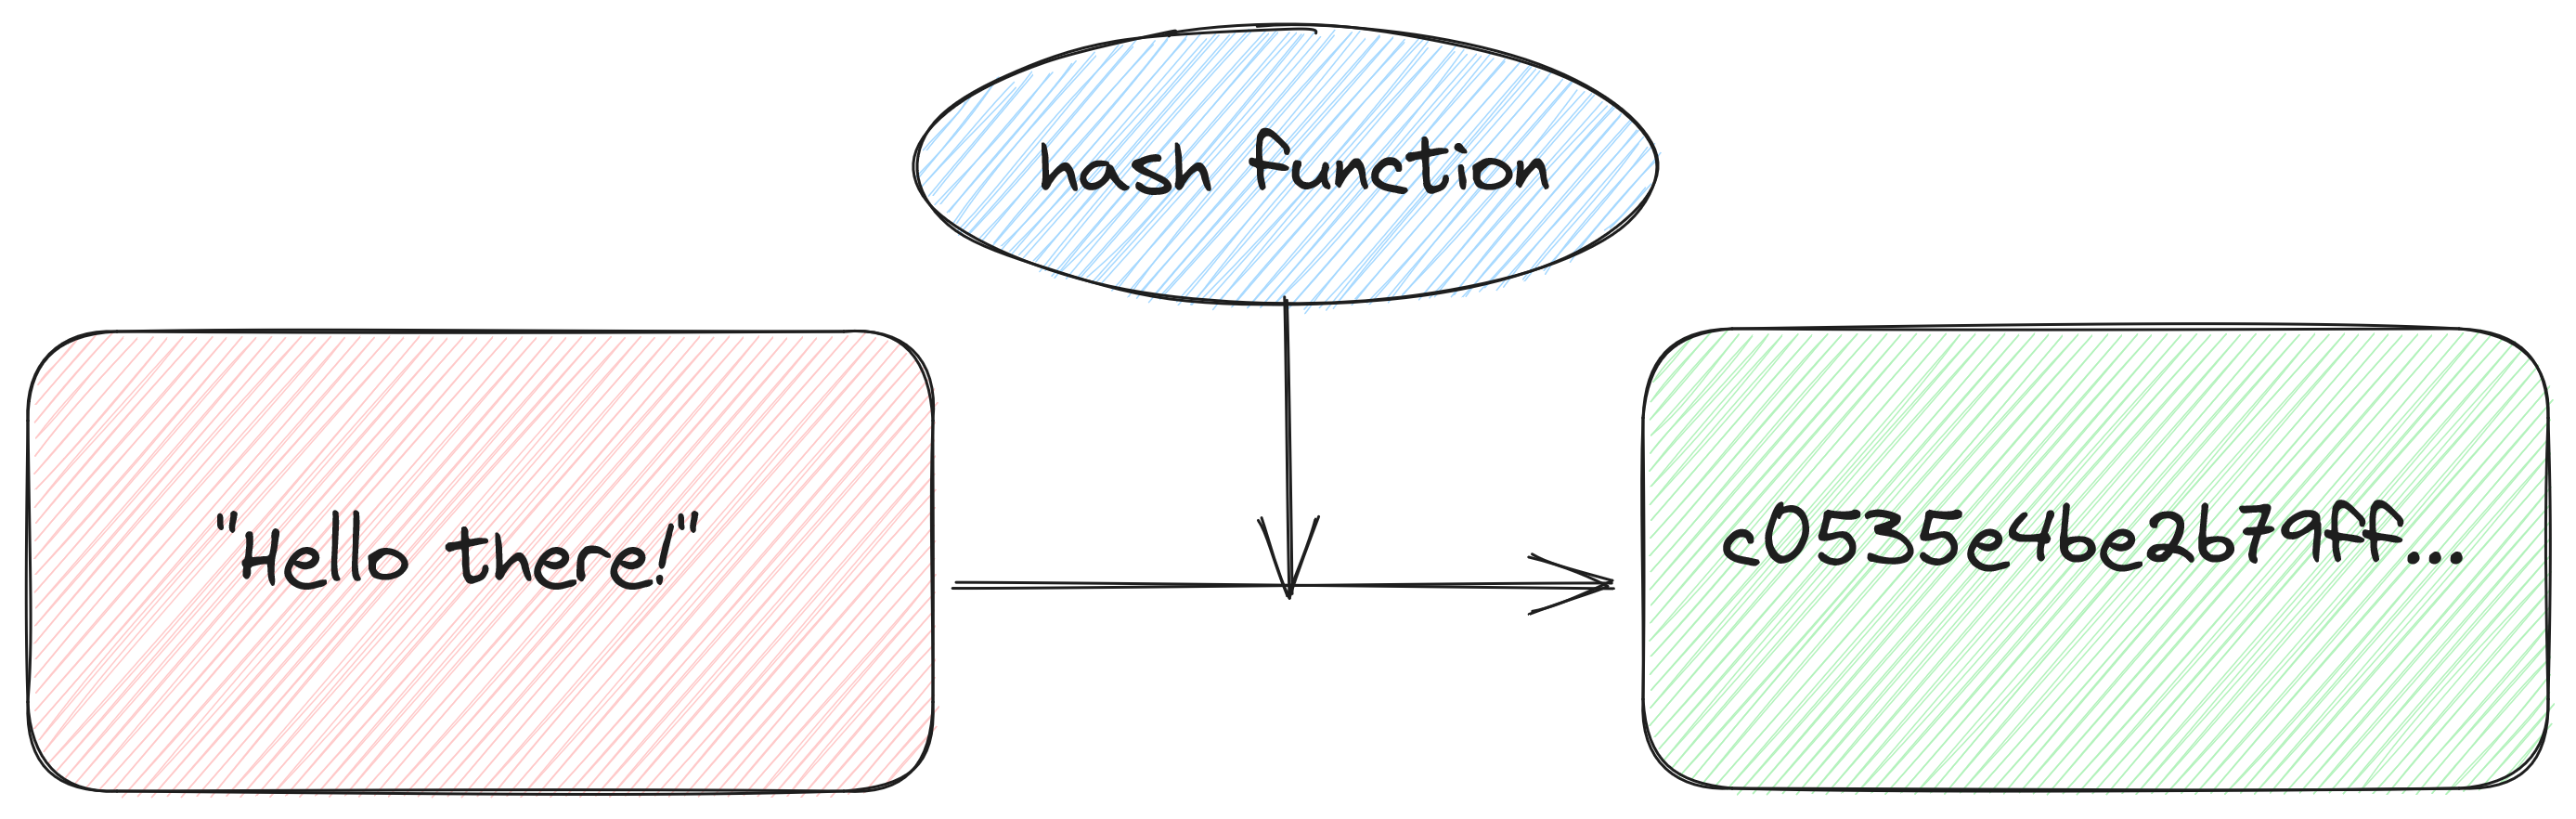 hash function
"Hello there!"
c0535e4be2b79ff...